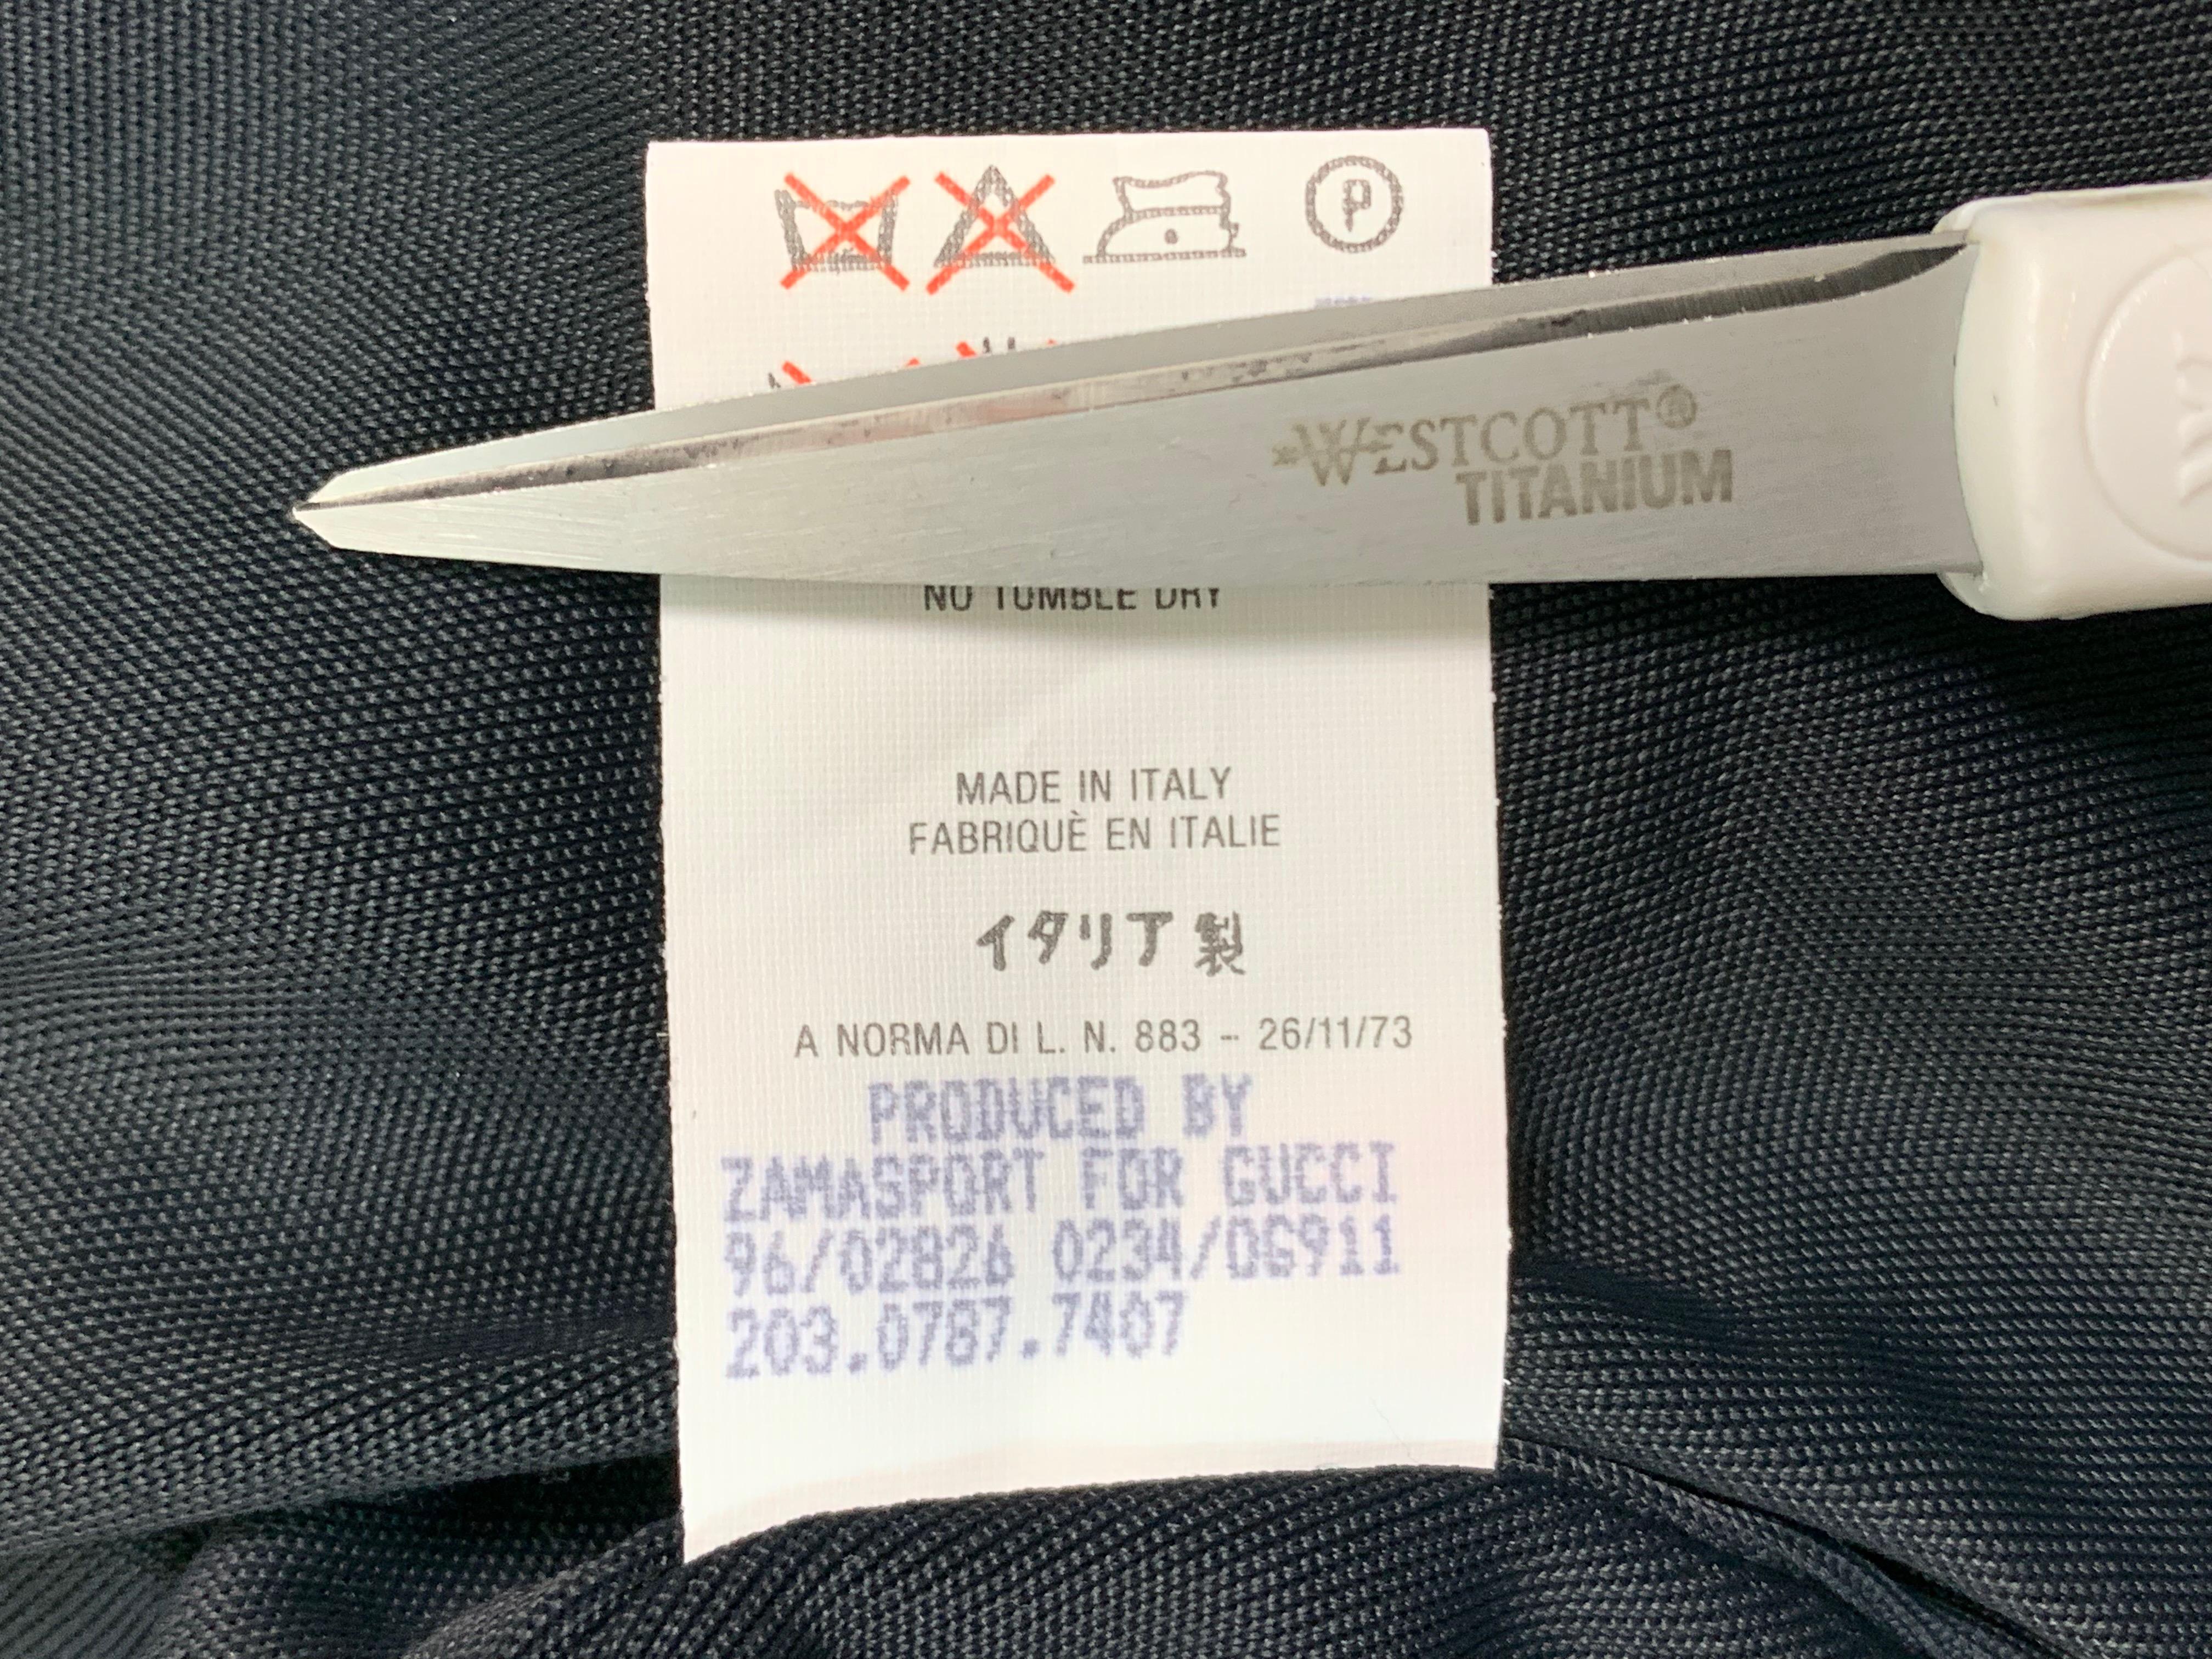 P
WESTCOTT®
TITANIUM
NO TUMBLE DRY
MADE IN ITALY
FABRIQUÈ EN ITALIE
イタリア製
A NORMA DI L. N. 883 - 26/11/73
PRODUCED BY
ZAMASPORT FOR GUCCI
96/02826 0234/OG911
203.0787.7407